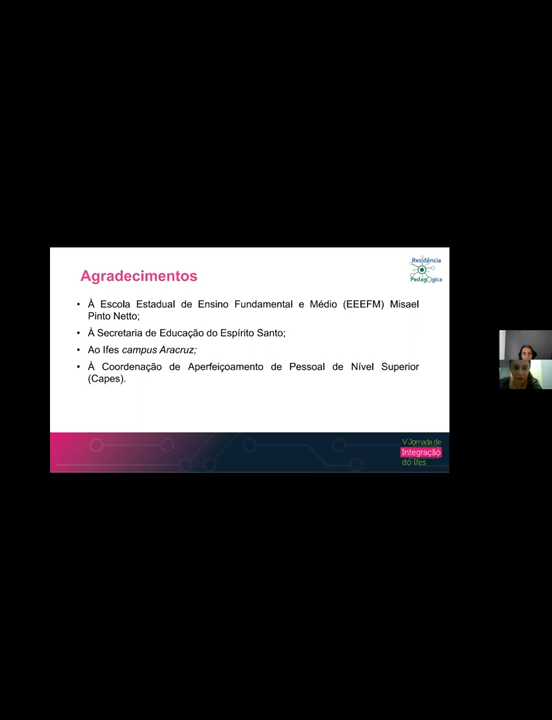 Residência
Pedagógica
Agradecimentos
• À Escola Estadual de Ensino Fundamental e Médio (EEEFM) Misael
Pinto Netto;
• À Secretaria de Educação do Espírito Santo;
• Ao Ifes campus Aracruz;
• À Coordenação de Aperfeiçoamento de Pessoal de Nível Superior
(Capes).
V Jornada de
Integração
do Ifes